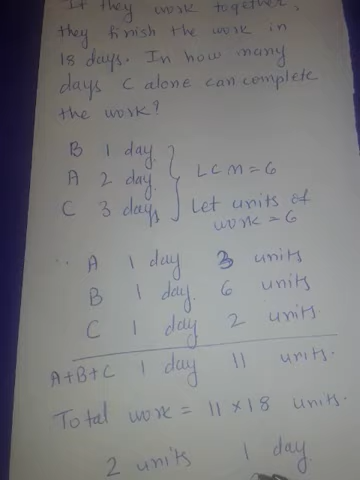 If they work together,
they finish the work in
18 days. In how many
days C alone can complete
the work?
B 1 day.
A 2 day.
C 3 days
LCM = 6
Let units of
work = 6
∴ A 1 day 3 units
B 1 day. 6 units
C 1 day 2 units.
A+B+C 1 day 11 units.
Total work = 11 × 18 units.
2 units 1 day